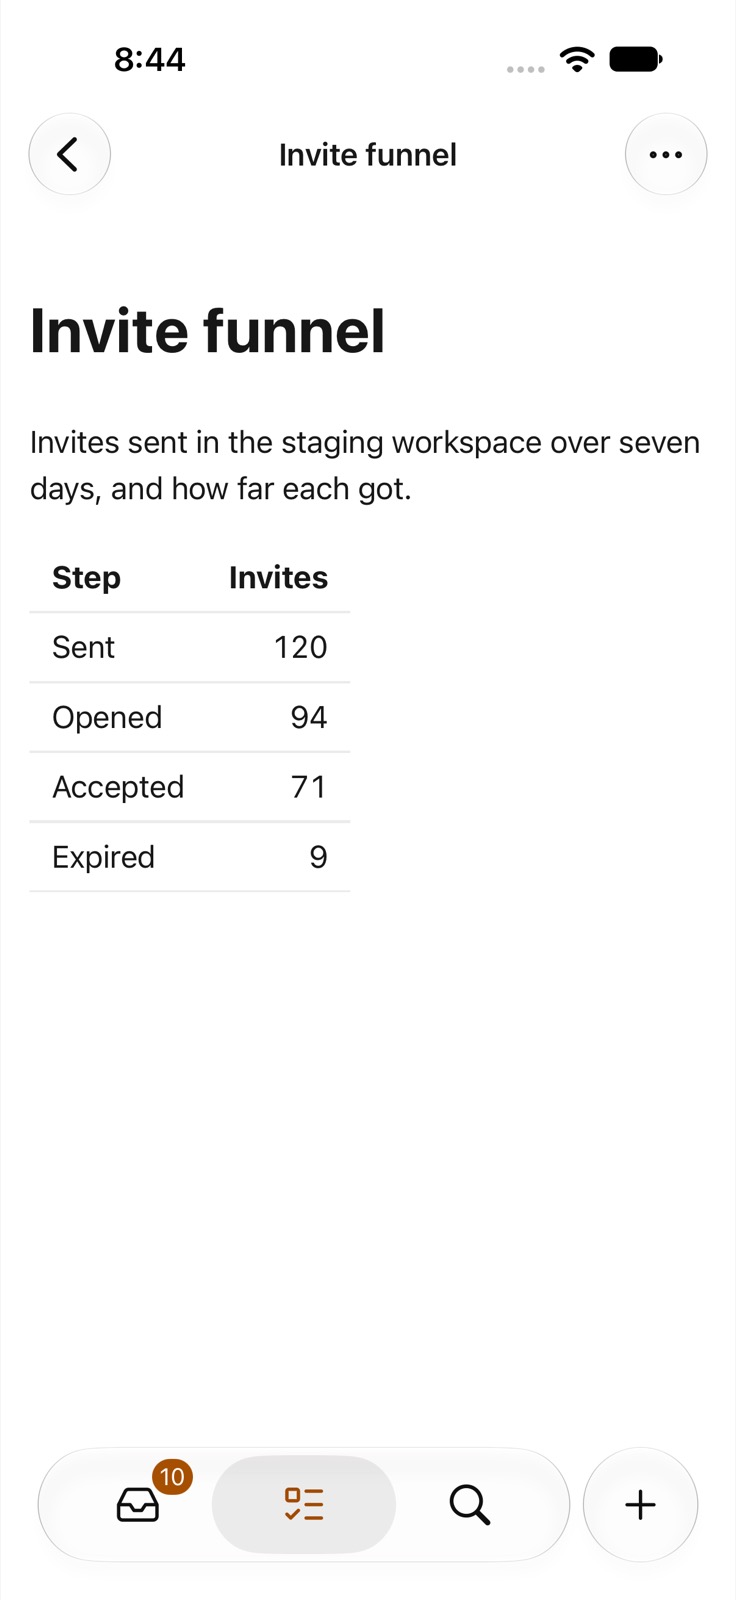 8:44
Invite funnel
Invite funnel
Invites sent in the staging workspace over seven
days, and how far each got.
Step Invites
Sent 120
Opened 94
Accepted 71
Expired 9
10